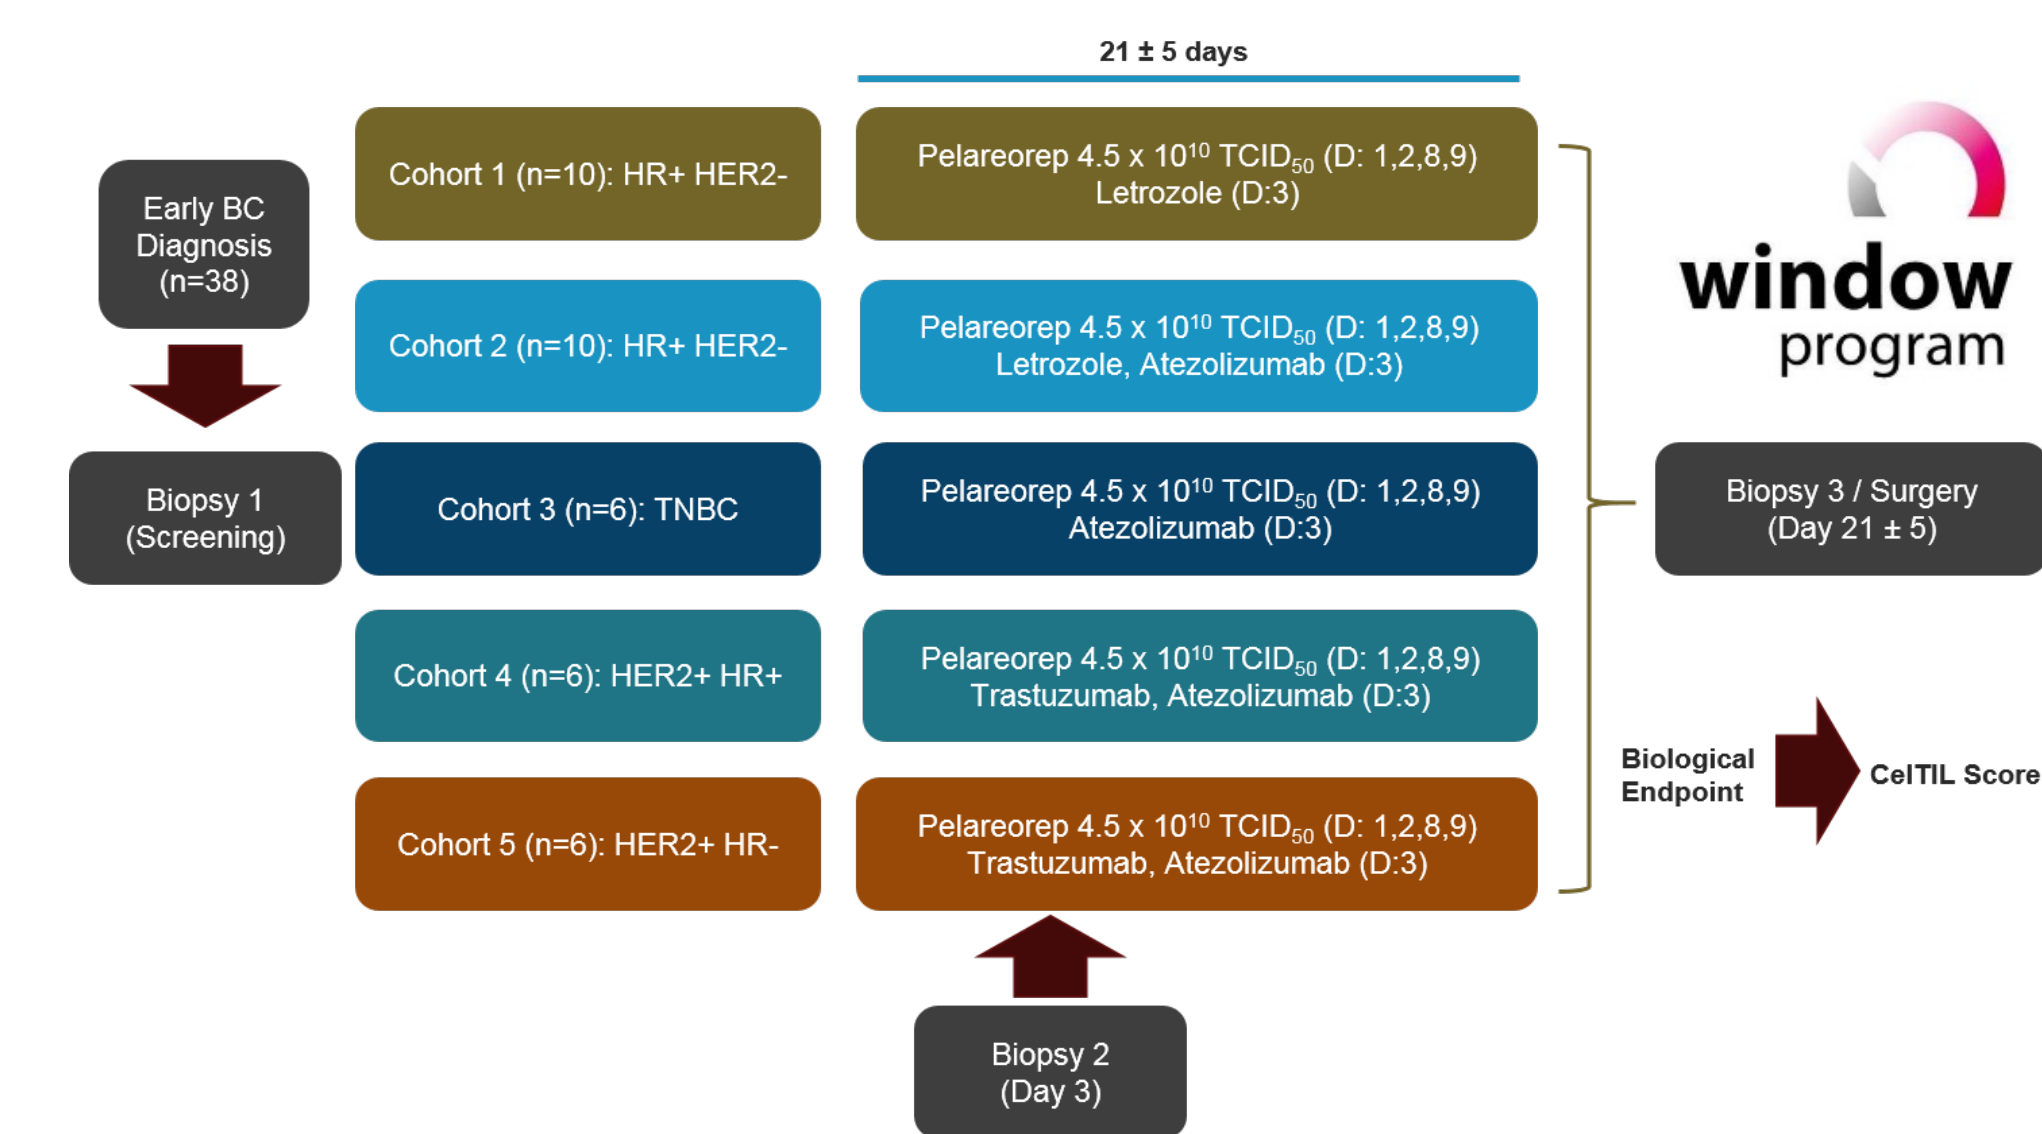 21 ± 5 days
Early BC
Diagnosis
(n=38)
Biopsy 1
(Screening)
Cohort 1 (n=10): HR+ HER2-
Pelareorep 4.5 x 10¹⁰ TCID₅₀ (D: 1,2,8,9)
Letrozole (D:3)
Cohort 2 (n=10): HR+ HER2-
Pelareorep 4.5 x 10¹⁰ TCID₅₀ (D: 1,2,8,9)
Letrozole, Atezolizumab (D:3)
Cohort 3 (n=6): TNBC
Pelareorep 4.5 x 10¹⁰ TCID₅₀ (D: 1,2,8,9)
Atezolizumab (D:3)
Cohort 4 (n=6): HER2+ HR+
Pelareorep 4.5 x 10¹⁰ TCID₅₀ (D: 1,2,8,9)
Trastuzumab, Atezolizumab (D:3)
Cohort 5 (n=6): HER2+ HR-
Pelareorep 4.5 x 10¹⁰ TCID₅₀ (D: 1,2,8,9)
Trastuzumab, Atezolizumab (D:3)
Biopsy 2
(Day 3)
window
program
Biopsy 3 / Surgery
(Day 21 ± 5)
Biological
Endpoint
CelTIL Score